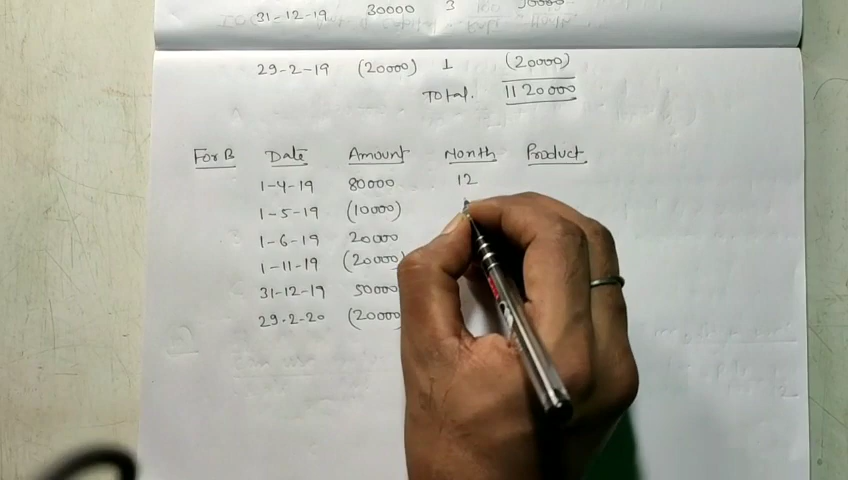 31-12-19 30000 3
29-2-19 (20000) 1 (20000)
Total. 1120000
For B Date Amount Month Product
1-4-19 80000 12
1-5-19 (10000)
1-6-19 20000
1-11-19 (20000)
31-12-19 50000
29-2-20 (20000)